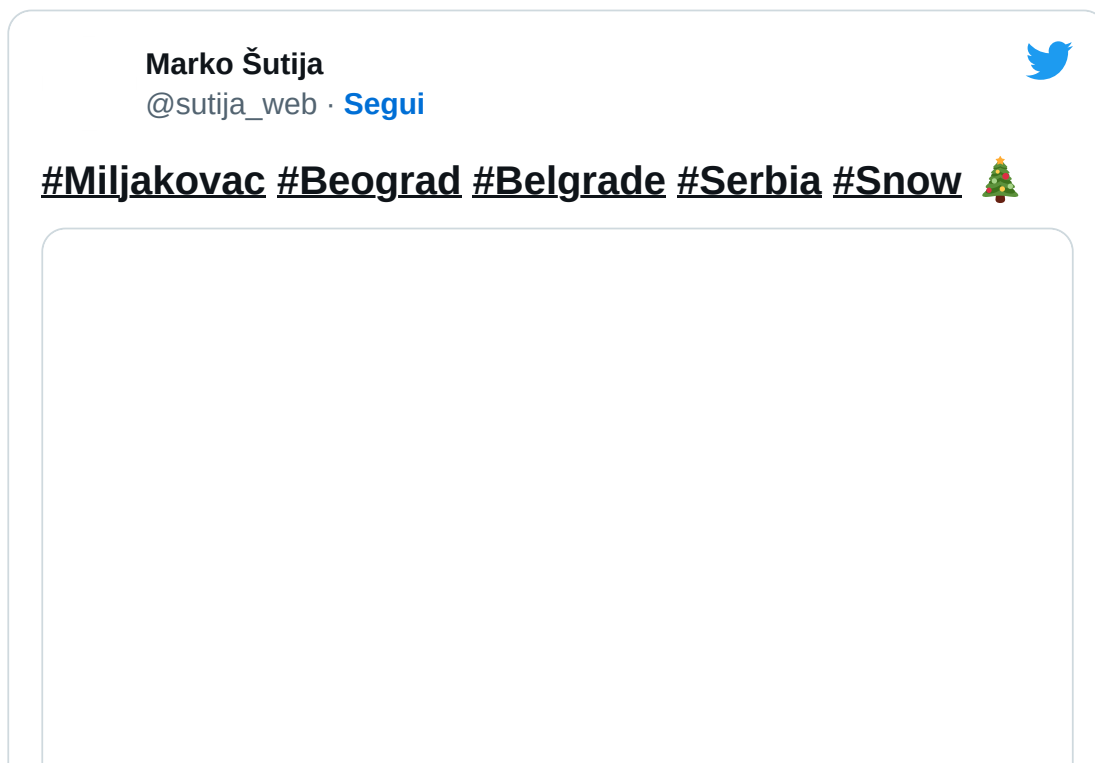 Marko Šutija
@sutija_web · Segui
#Miljakovac #Beograd #Belgrade #Serbia #Snow 🎄